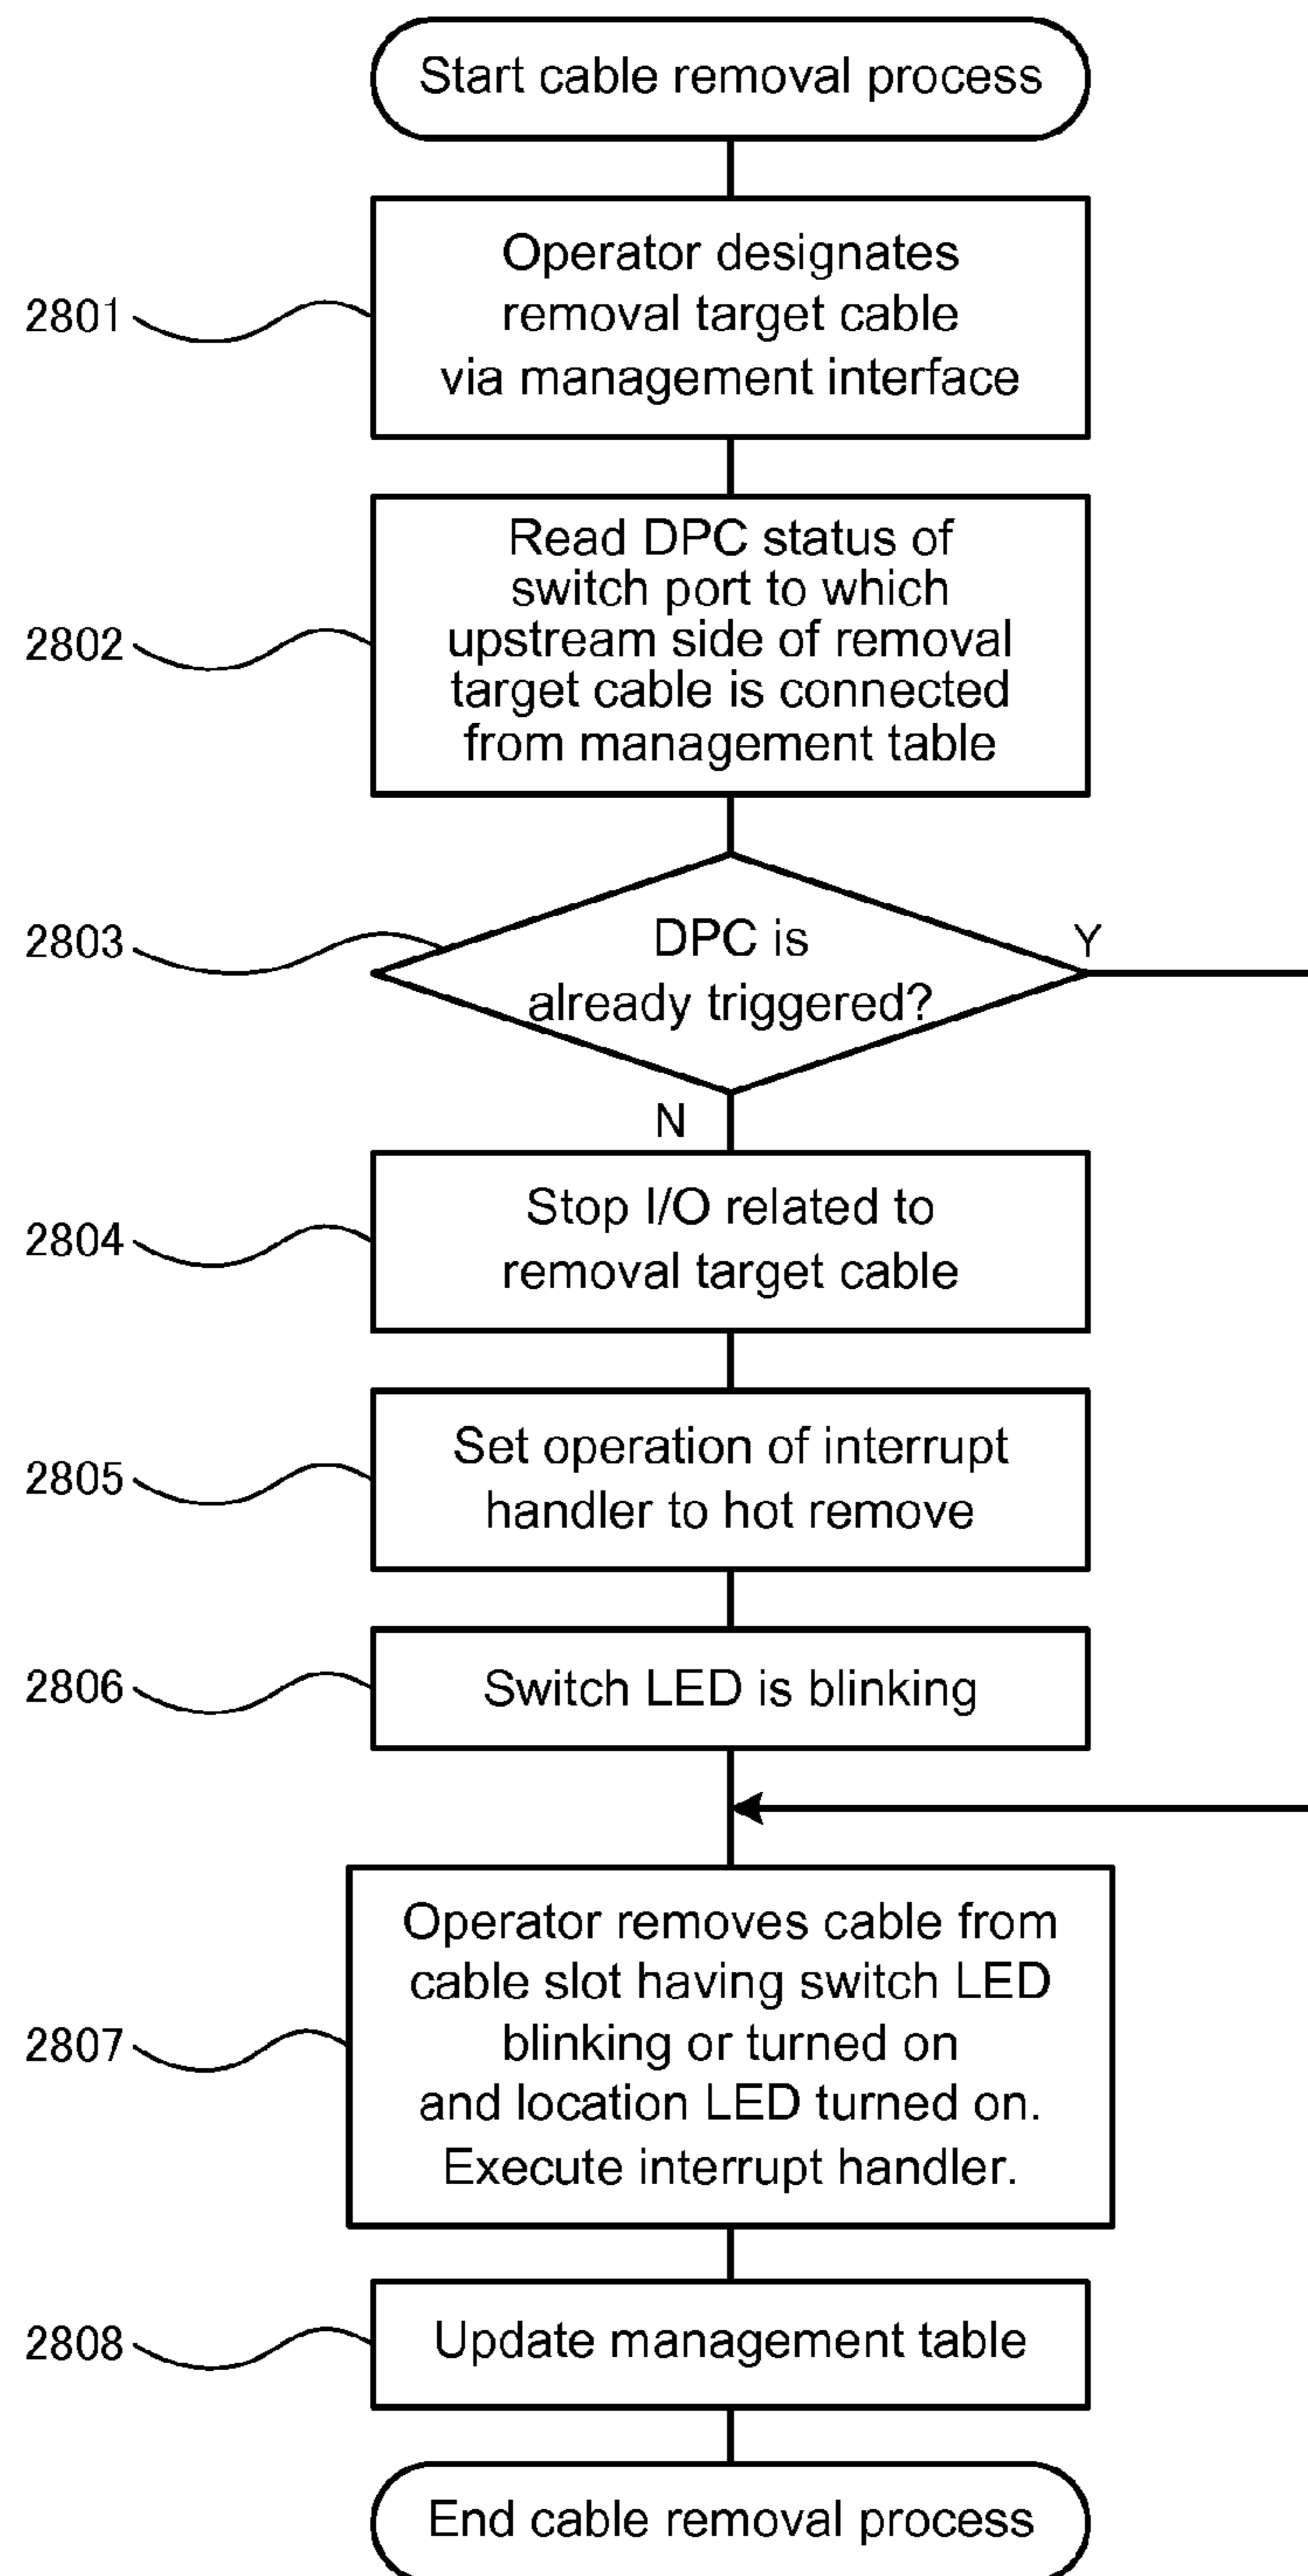 Start cable removal process
2801
Operator designates
removal target cable
via management interface
2802
Read DPC status of
switch port to which
upstream side of removal
target cable is connected
from management table
2803
DPC is
already triggered?
Y
N
2804
Stop I/O related to
removal target cable
2805
Set operation of interrupt
handler to hot remove
2806
Switch LED is blinking
2807
Operator removes cable from
cable slot having switch LED
blinking or turned on
and location LED turned on.
Execute interrupt handler.
2808
Update management table
End cable removal process